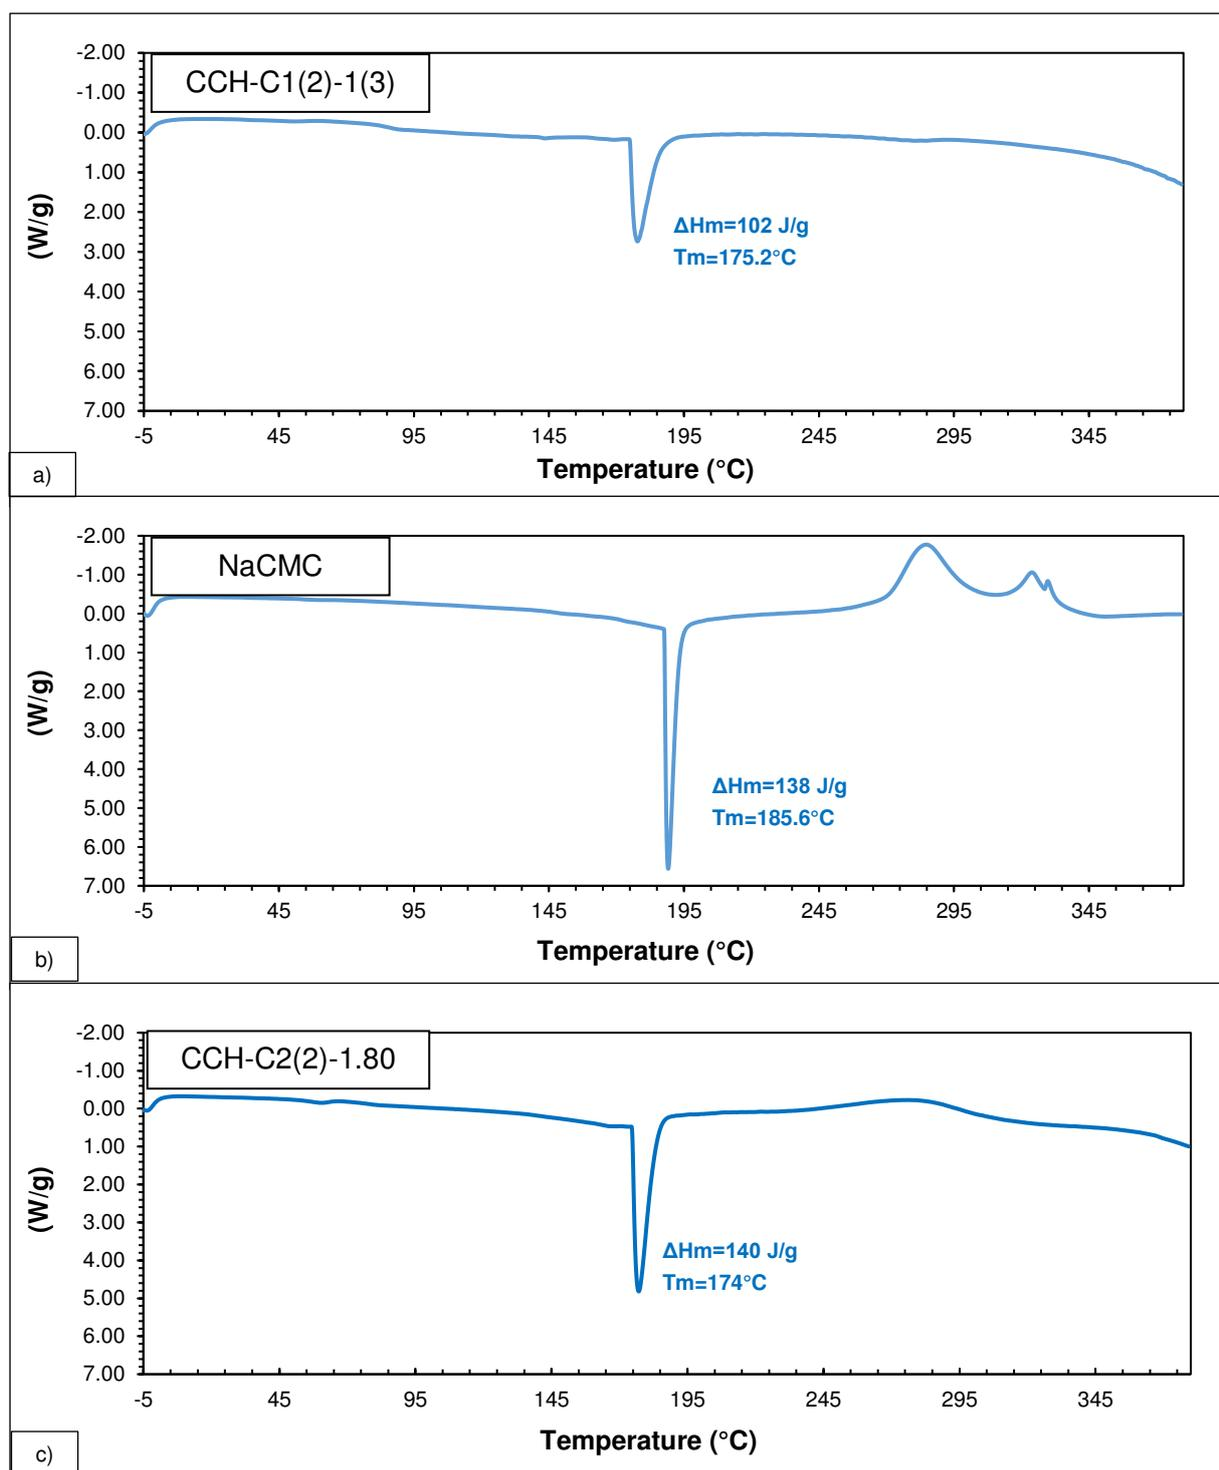 CCH-C1(2)-1(3)
-2.00
-1.00
0.00
1.00
2.00
3.00
4.00
5.00
6.00
7.00
(W/g)
ΔHm=102 J/g
Tm=175.2°C
-5 45 95 145 195 245 295 345
Temperature (°C)
a)
NaCMC
-2.00
-1.00
0.00
1.00
2.00
3.00
4.00
5.00
6.00
7.00
(W/g)
ΔHm=138 J/g
Tm=185.6°C
-5 45 95 145 195 245 295 345
Temperature (°C)
b)
CCH-C2(2)-1.80
-2.00
-1.00
0.00
1.00
2.00
3.00
4.00
5.00
6.00
7.00
(W/g)
ΔHm=140 J/g
Tm=174°C
-5 45 95 145 195 245 295 345
Temperature (°C)
c)